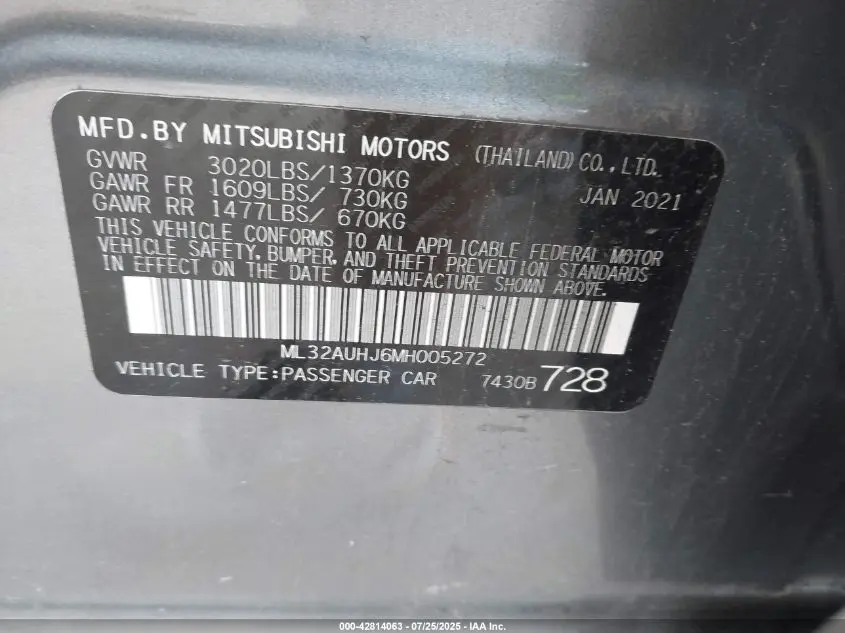 MFD.BY MITSUBISHI MOTORS (THAILAND) CO.,LTD.
GVWR 3020LBS/1370KG JAN 2021
GAWR FR 1609LBS/ 730KG
GAWR RR 1477LBS/ 670KG
THIS VEHICLE CONFORMS TO ALL APPLICABLE FEDERAL MOTOR
VEHICLE SAFETY, BUMPER, AND THEFT PREVENTION STANDARDS
IN EFFECT ON THE DATE OF MANUFACTURE SHOWN ABOVE.
ML32AUHJ6MH005272
VEHICLE TYPE:PASSENGER CAR 7430B 728
000-42814063 - 07/25/2025 - IAA Inc.